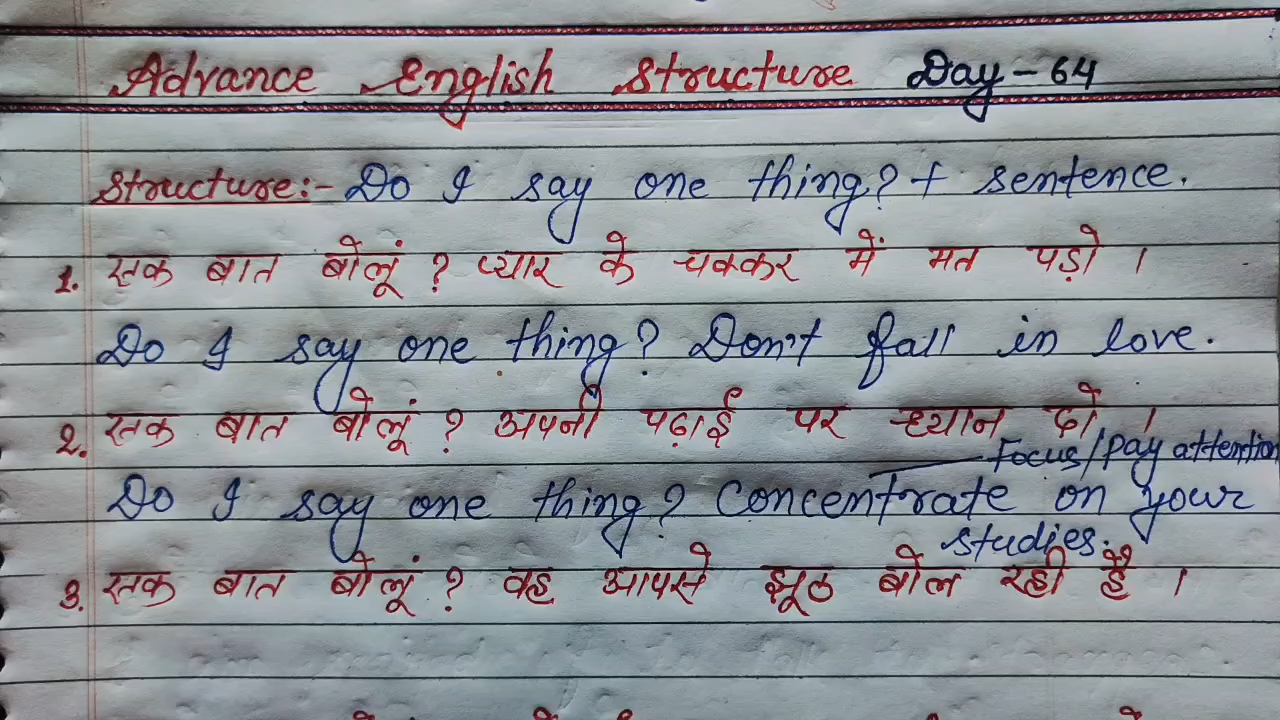 Advance English Structure Day-64
Structure:- Do I say one thing? + sentence.
1. एक बात बोलूं ? प्यार के चक्कर में मत पड़ो ।
Do I say one thing? Don't fall in love.
2. एक बात बोलूं ? अपनी पढ़ाई पर ध्यान दो ।
Focus/pay attention
Do I say one thing? Concentrate on your
studies.
3. एक बात बोलूं ? वह आपसे झूठ बोल रही है ।